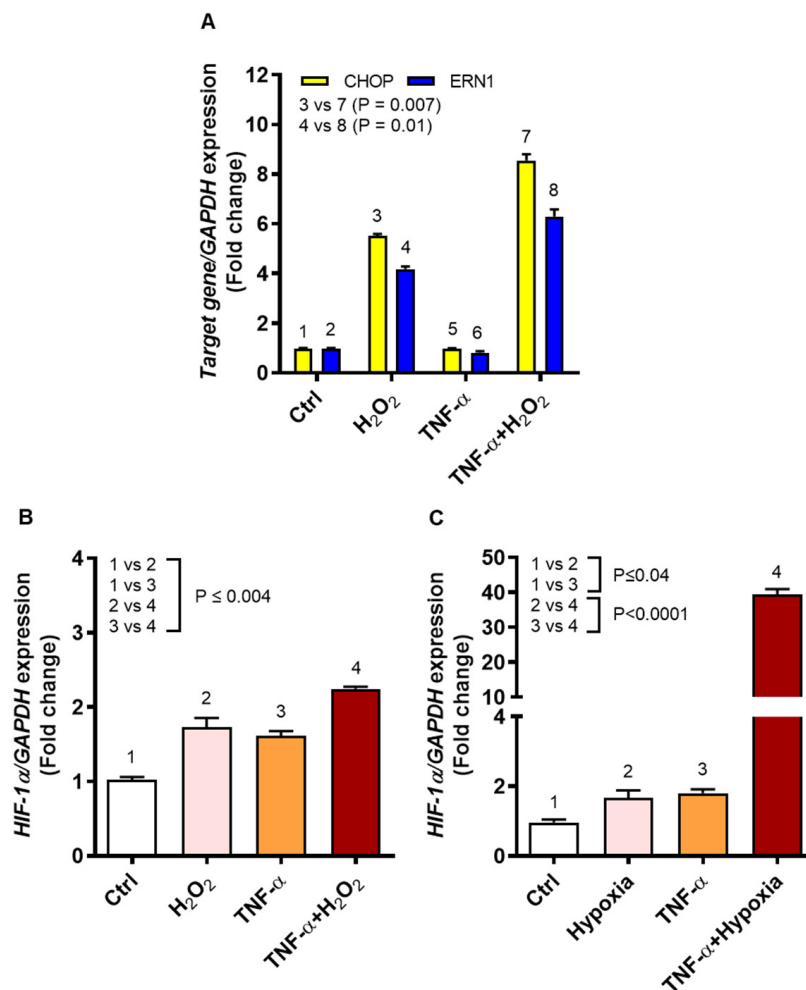 A
CHOP ERN1
3 vs 7 (P = 0.007)
4 vs 8 (P = 0.01)
Target gene/GAPDH expression
(Fold change)
12
10
8
6
4
2
0
1 2 3 4 5 6 7 8
Ctrl
H₂O₂
TNF-α
TNF-α+H₂O₂
B
1 vs 2
1 vs 3
2 vs 4
3 vs 4
P ≤ 0.004
HIF-1α/GAPDH expression
(Fold change)
4
3
2
1
0
1 2 3 4
Ctrl
H₂O₂
TNF-α
TNF-α+H₂O₂
C
1 vs 2
1 vs 3
P≤0.04
2 vs 4
3 vs 4
P<0.0001
HIF-1α/GAPDH expression
(Fold change)
50
40
30
20
10
4
2
0
1 2 3 4
Ctrl
Hypoxia
TNF-α
TNF-α+Hypoxia